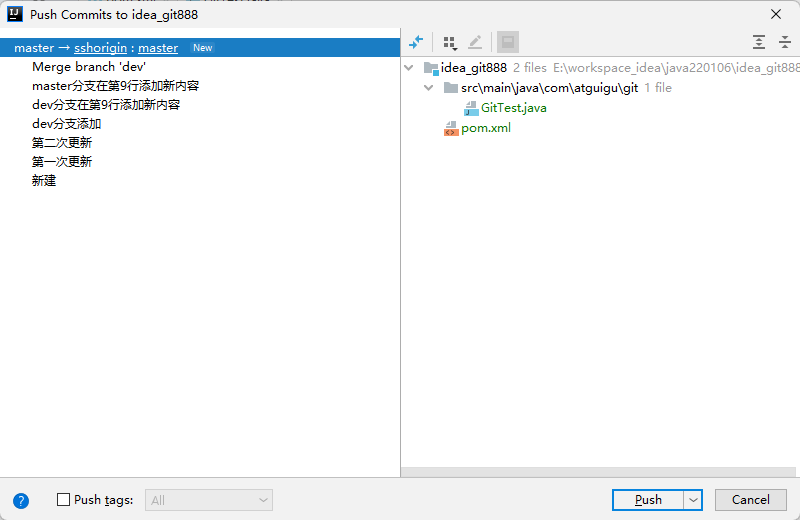 Push Commits to idea_git888
master → sshorigin : master New
Merge branch 'dev'
master分支在第9行添加新内容
dev分支在第9行添加新内容
dev分支添加
第二次更新
第一次更新
新建
idea_git888 2 files E:\workspace_idea\java220106\idea_git888
src\main\java\com\atguigu\git 1 file
GitTest.java
pom.xml
? Push tags: All Push Cancel